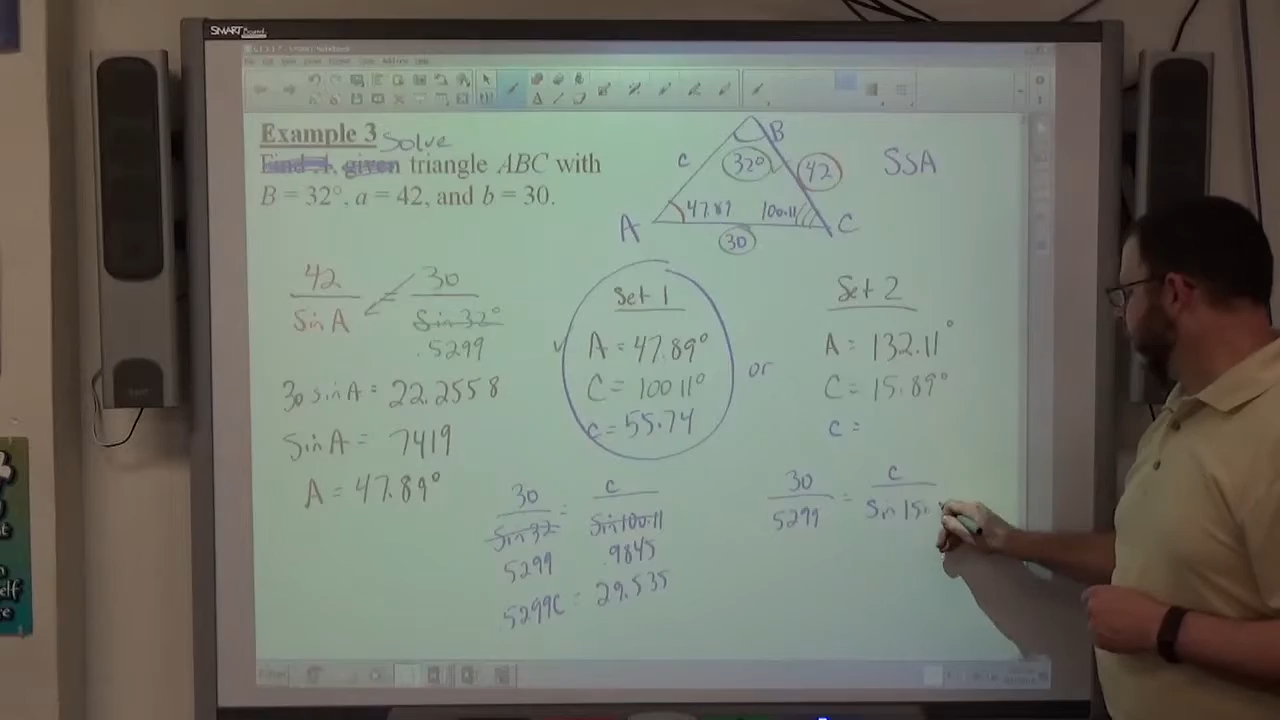 SMART Board
Example 3 Solve
Find A, given triangle ABC with
B = 32°, a = 42, and b = 30.
B
c
32°
42
SSA
47.89
100.11
A
C
30
42 = 30
Sin A Sin 32°
.5299
30 sin A = 22.2558
sin A = 7419
A = 47.89°
Set 1
A = 47.89°
C = 100 11°
c = 55.74
or
Set 2
A = 132.11°
C = 15.89°
c =
30 = c
Sin 32 Sin 100.11
5299 .9845
5299c = 29.535
30 = c
5299 Sin 15.